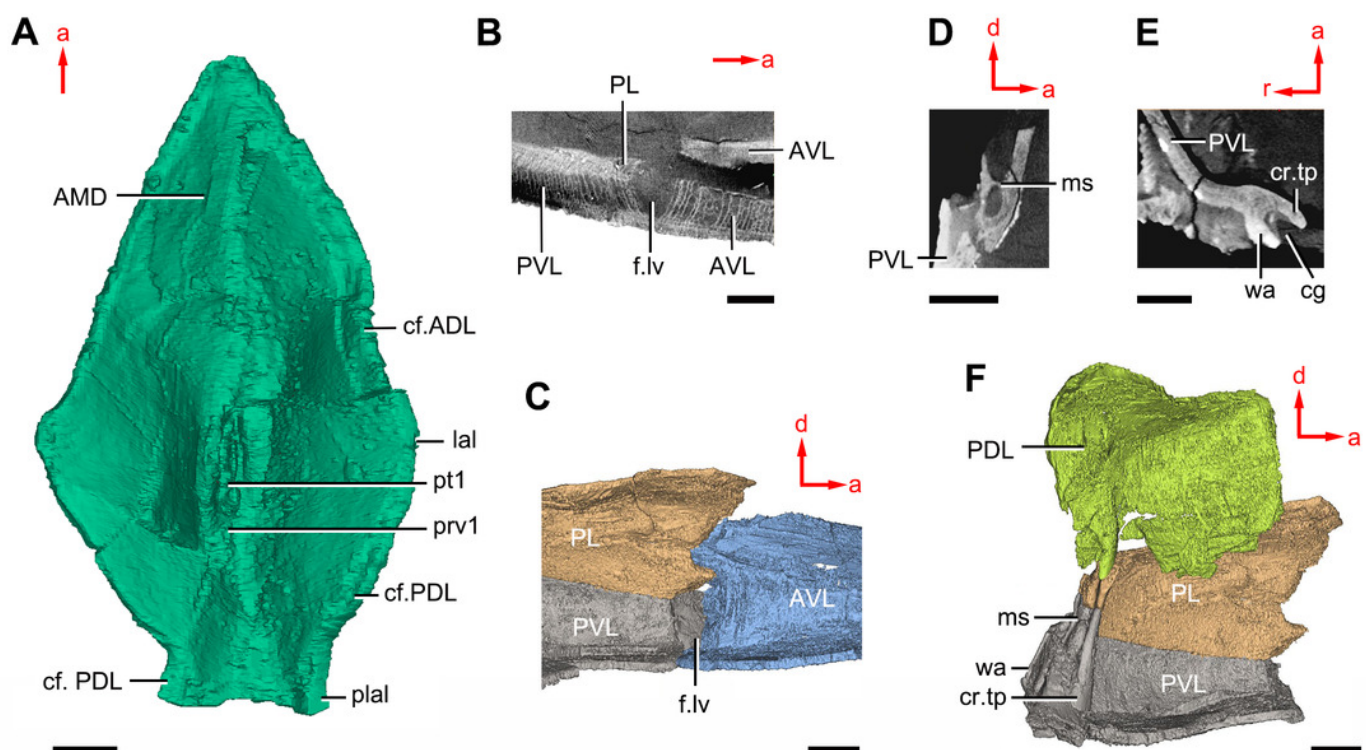 A
a
AMD
cf.ADL
lal
pt1
prv1
cf.PDL
cf. PDL
plal
B
a
PL
AVL
PVL
f.lv
AVL
C
d
a
PL
AVL
PVL
f.lv
D
d
a
ms
PVL
E
a
r
PVL
cr.tp
wa
cg
F
d
a
PDL
PL
ms
wa
PVL
cr.tp